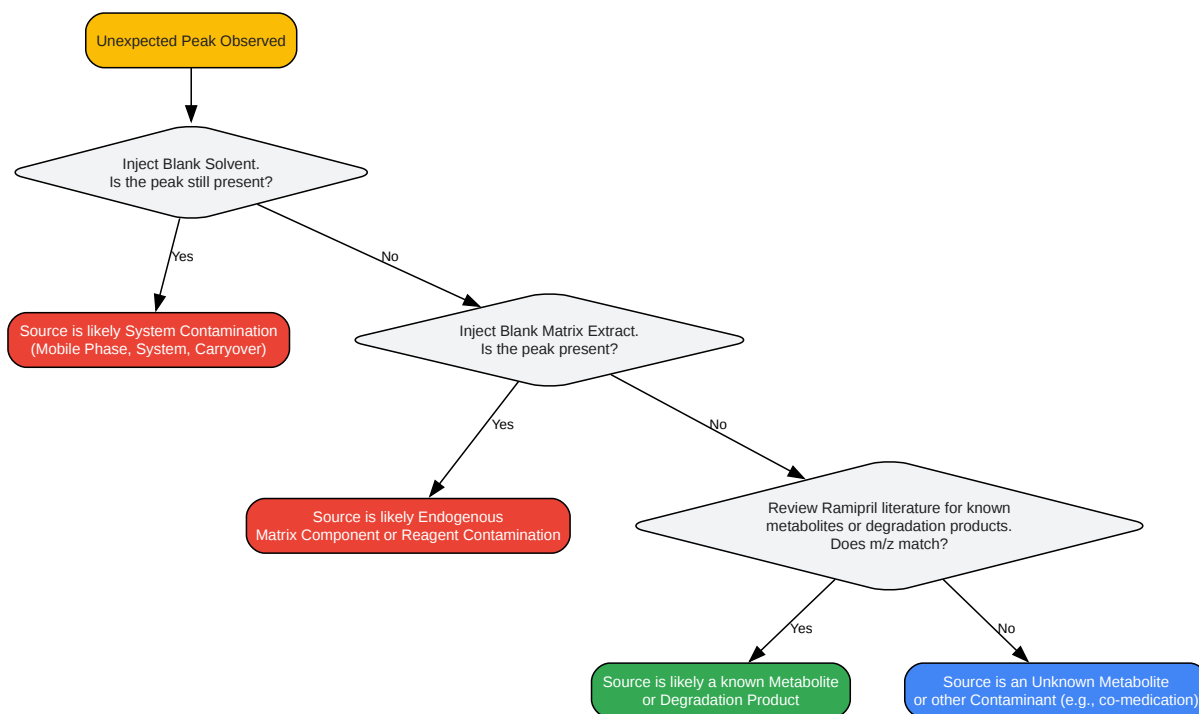 Unexpected Peak Observed
Inject Blank Solvent.
Is the peak still present?
Yes
No
Source is likely System Contamination
(Mobile Phase, System, Carryover)
Inject Blank Matrix Extract.
Is the peak present?
Yes
No
Source is likely Endogenous
Matrix Component or Reagent Contamination
Review Ramipril literature for known
metabolites or degradation products.
Does m/z match?
Yes
No
Source is likely a known Metabolite
or Degradation Product
Source is an Unknown Metabolite
or other Contaminant (e.g., co-medication)